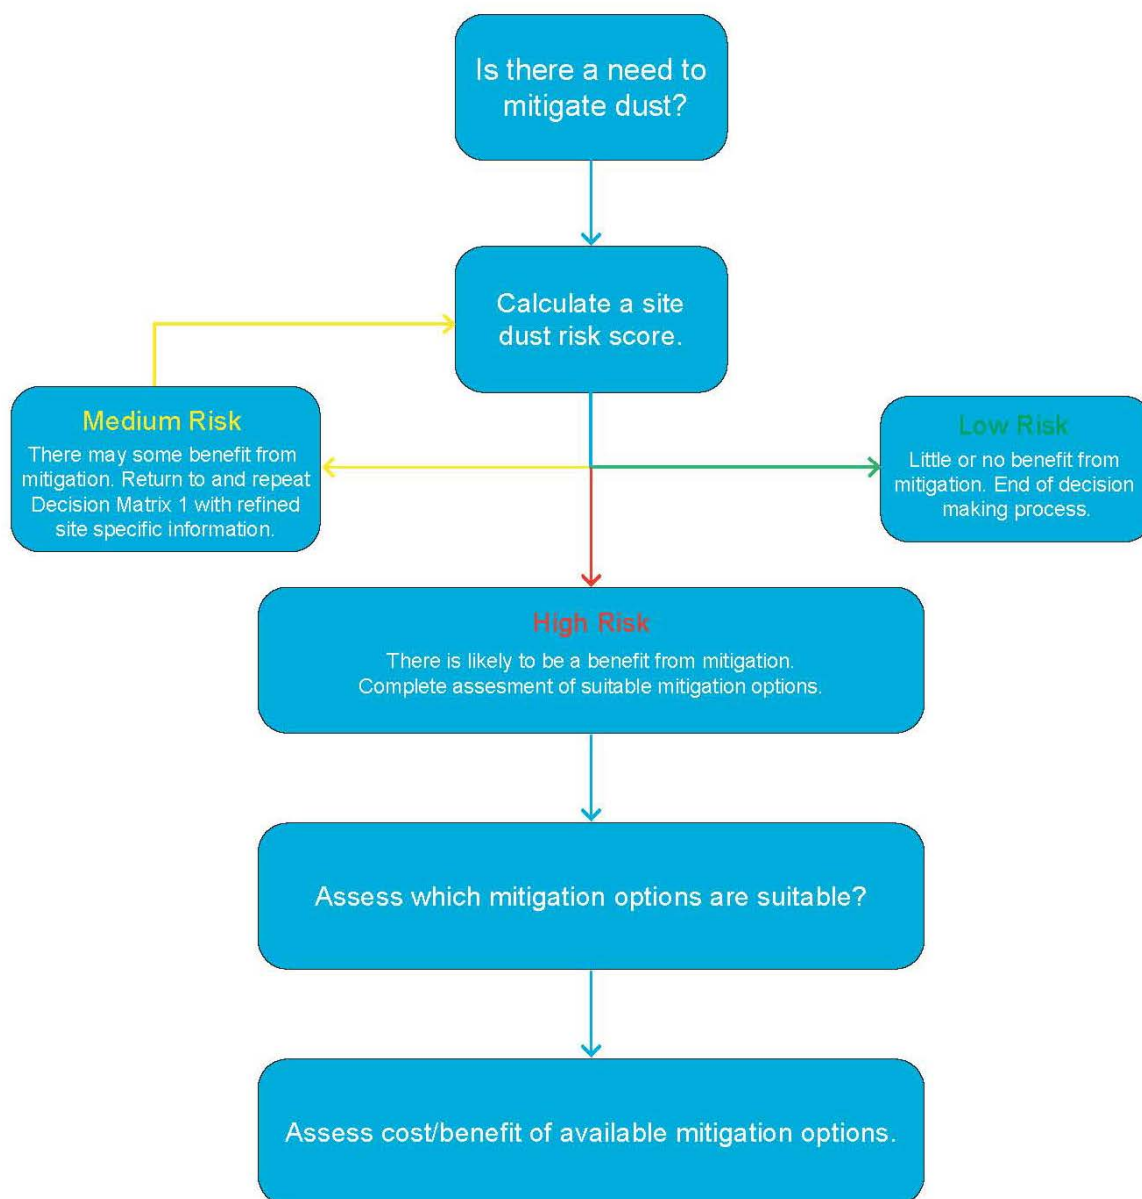 Is there a need to
mitigate dust?
Calculate a site
dust risk score.
Medium Risk
There may some benefit from
mitigation. Return to and repeat
Decision Matrix 1 with refined
site specific information.
Low Risk
Little or no benefit from
mitigation. End of decision
making process.
High Risk
There is likely to be a benefit from mitigation.
Complete assesment of suitable mitigation options.
Assess which mitigation options are suitable?
Assess cost/benefit of available mitigation options.